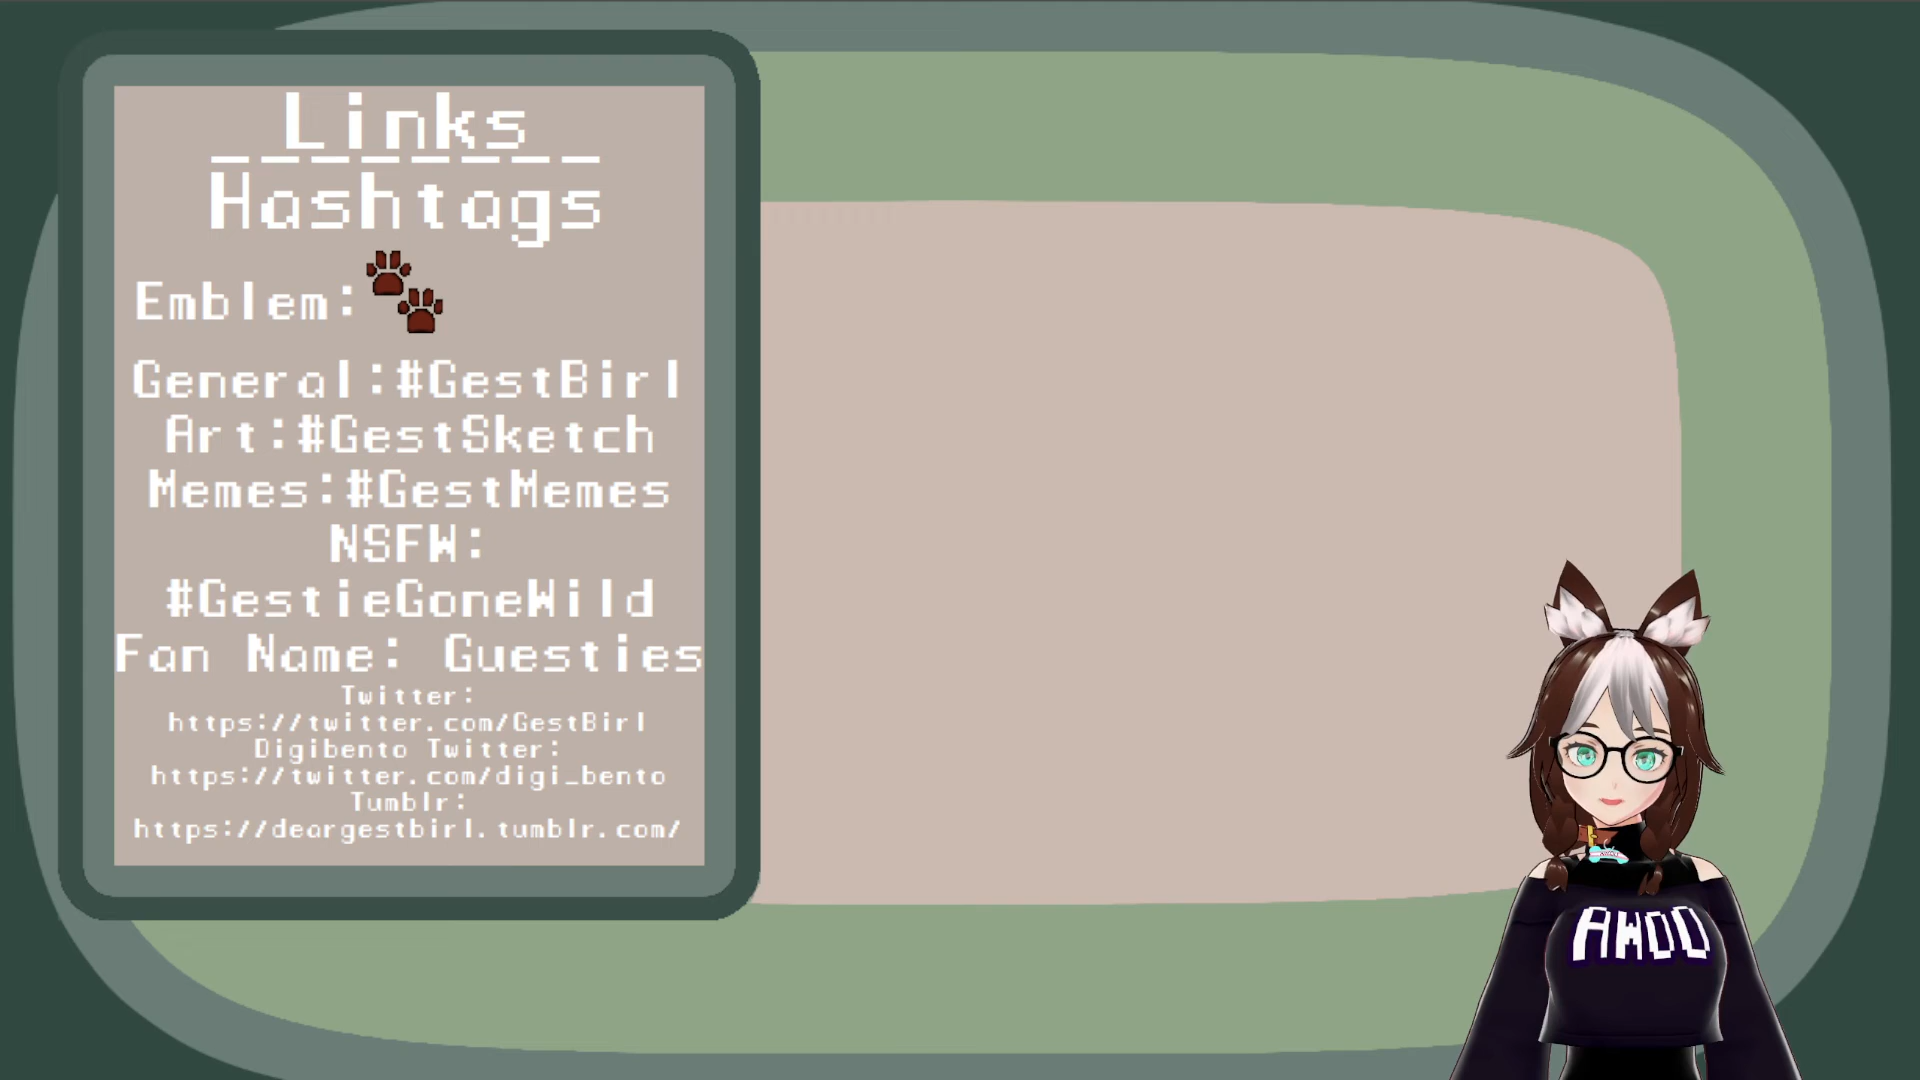 Links
Hashtags
Emblem:
General:#GestBirl
Art:#GestSketch
Memes:#GestMemes
NSFW:
#GestieGoneWild
Fan Name: Guesties
Twitter:
https://twitter.com/GestBirl
Digibento Twitter:
https://twitter.com/digi_bento
Tumblr:
https://deargestbirl.tumblr.com/
AWOO